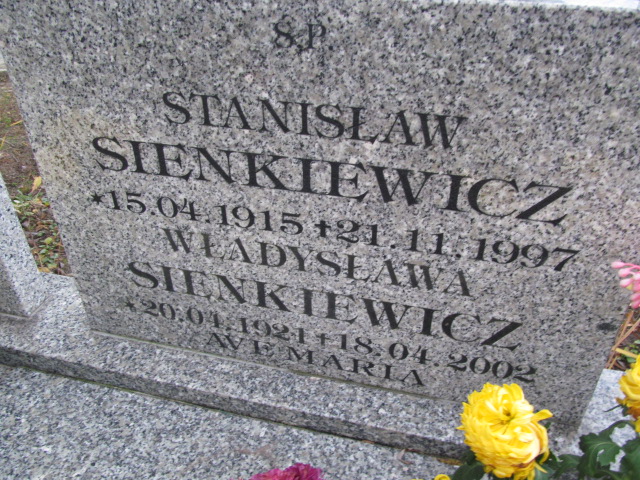 Ś.P.
STANISŁAW
SIENKIEWICZ
*15.04.1915 +21.11.1997
WŁADYSŁAWA
SIENKIEWICZ
*20.04.1921 +18.04.2002
AVE MARIA